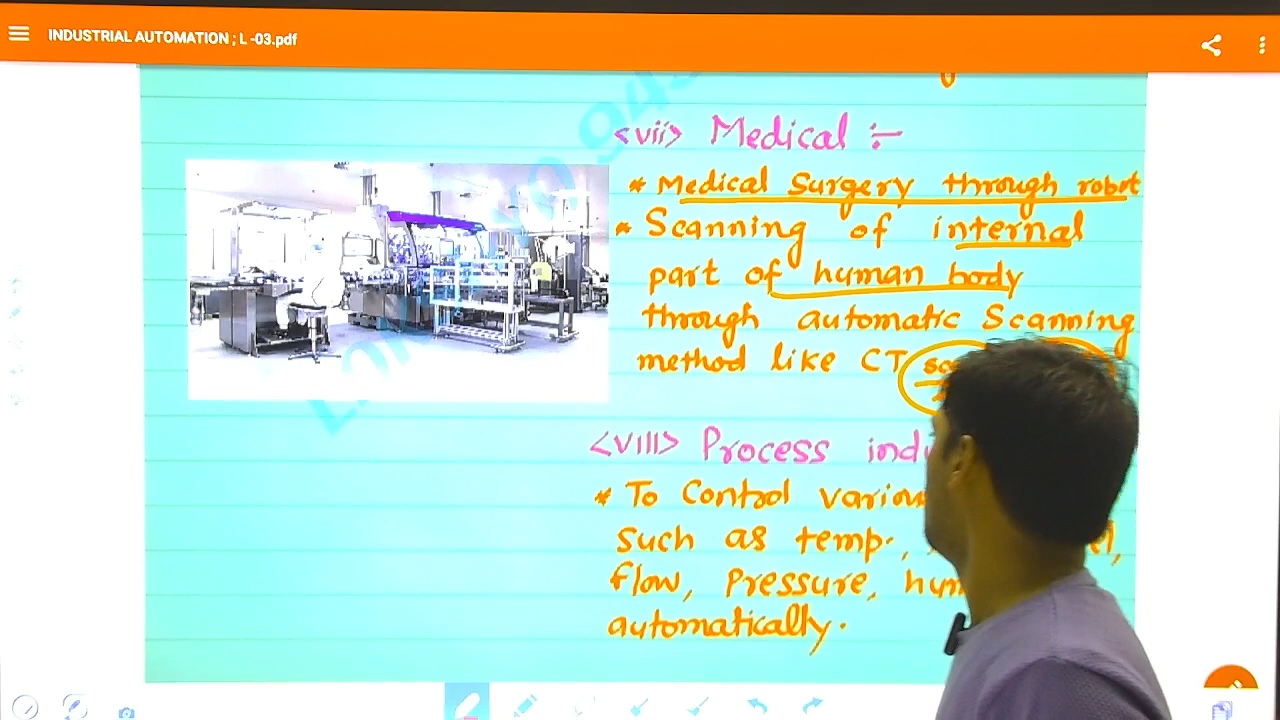 INDUSTRIAL AUTOMATION ; L -03.pdf
<vii> Medical :-
* Medical Surgery through robot
* Scanning of internal
part of human body
through automatic Scanning
method like CT
<VIII> Process
* To Control
such as temp.,
flow, Pressure,
automatically.